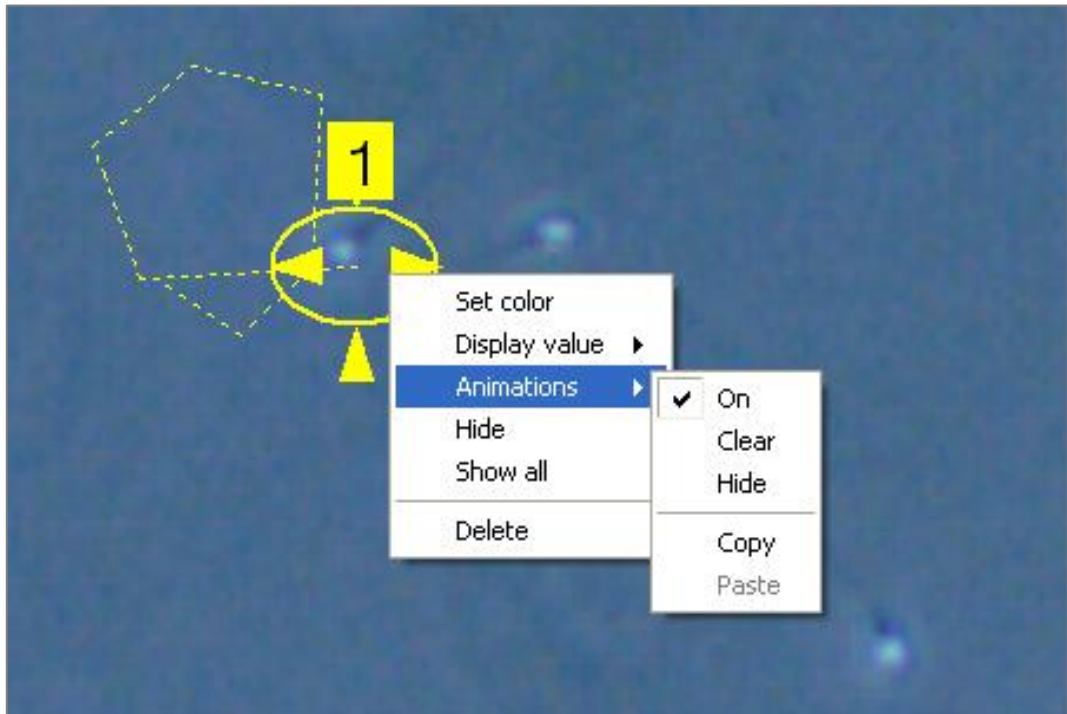 1
Set color
Display value
Animations
Hide
Show all
Delete
On
Clear
Hide
Copy
Paste